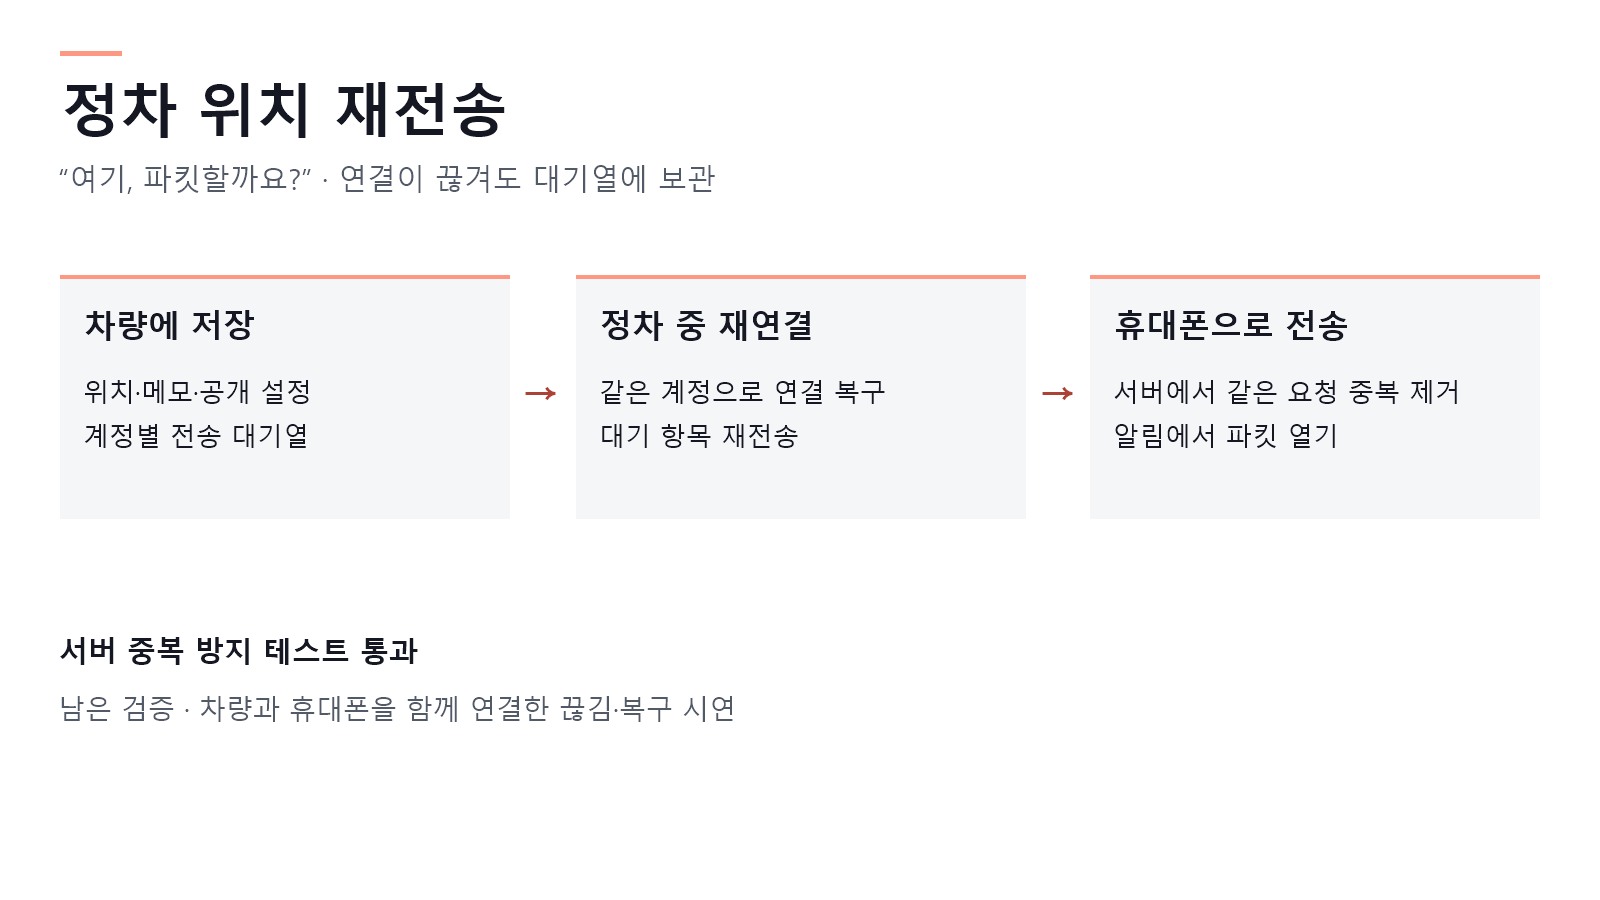 정차 위치 재전송
“여기, 파킷할까요?” · 연결이 끊겨도 대기열에 보관
차량에 저장
위치·메모·공개 설정
계정별 전송 대기열
→
정차 중 재연결
같은 계정으로 연결 복구
대기 항목 재전송
→
휴대폰으로 전송
서버에서 같은 요청 중복 제거
알림에서 파킷 열기
서버 중복 방지 테스트 통과
남은 검증 · 차량과 휴대폰을 함께 연결한 끊김·복구 시연